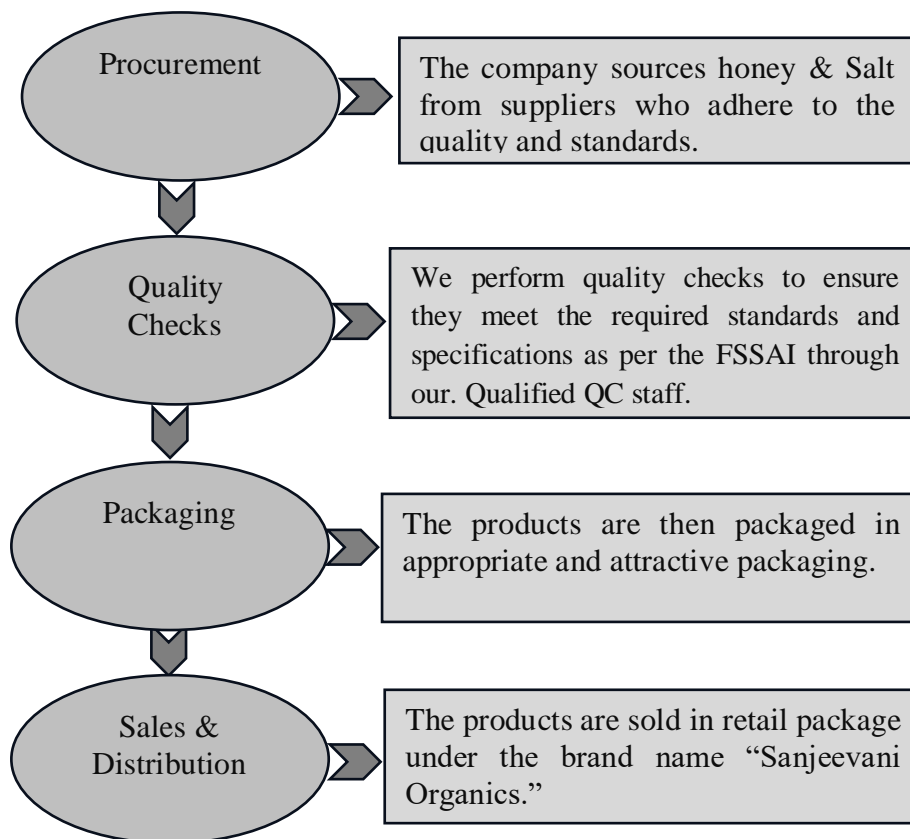 Procurement
The company sources honey & Salt
from suppliers who adhere to the
quality and standards.
Quality
Checks
We perform quality checks to ensure
they meet the required standards and
specifications as per the FSSAI through
our. Qualified QC staff.
Packaging
The products are then packaged in
appropriate and attractive packaging.
Sales &
Distribution
The products are sold in retail package
under the brand name “Sanjeevani
Organics.”